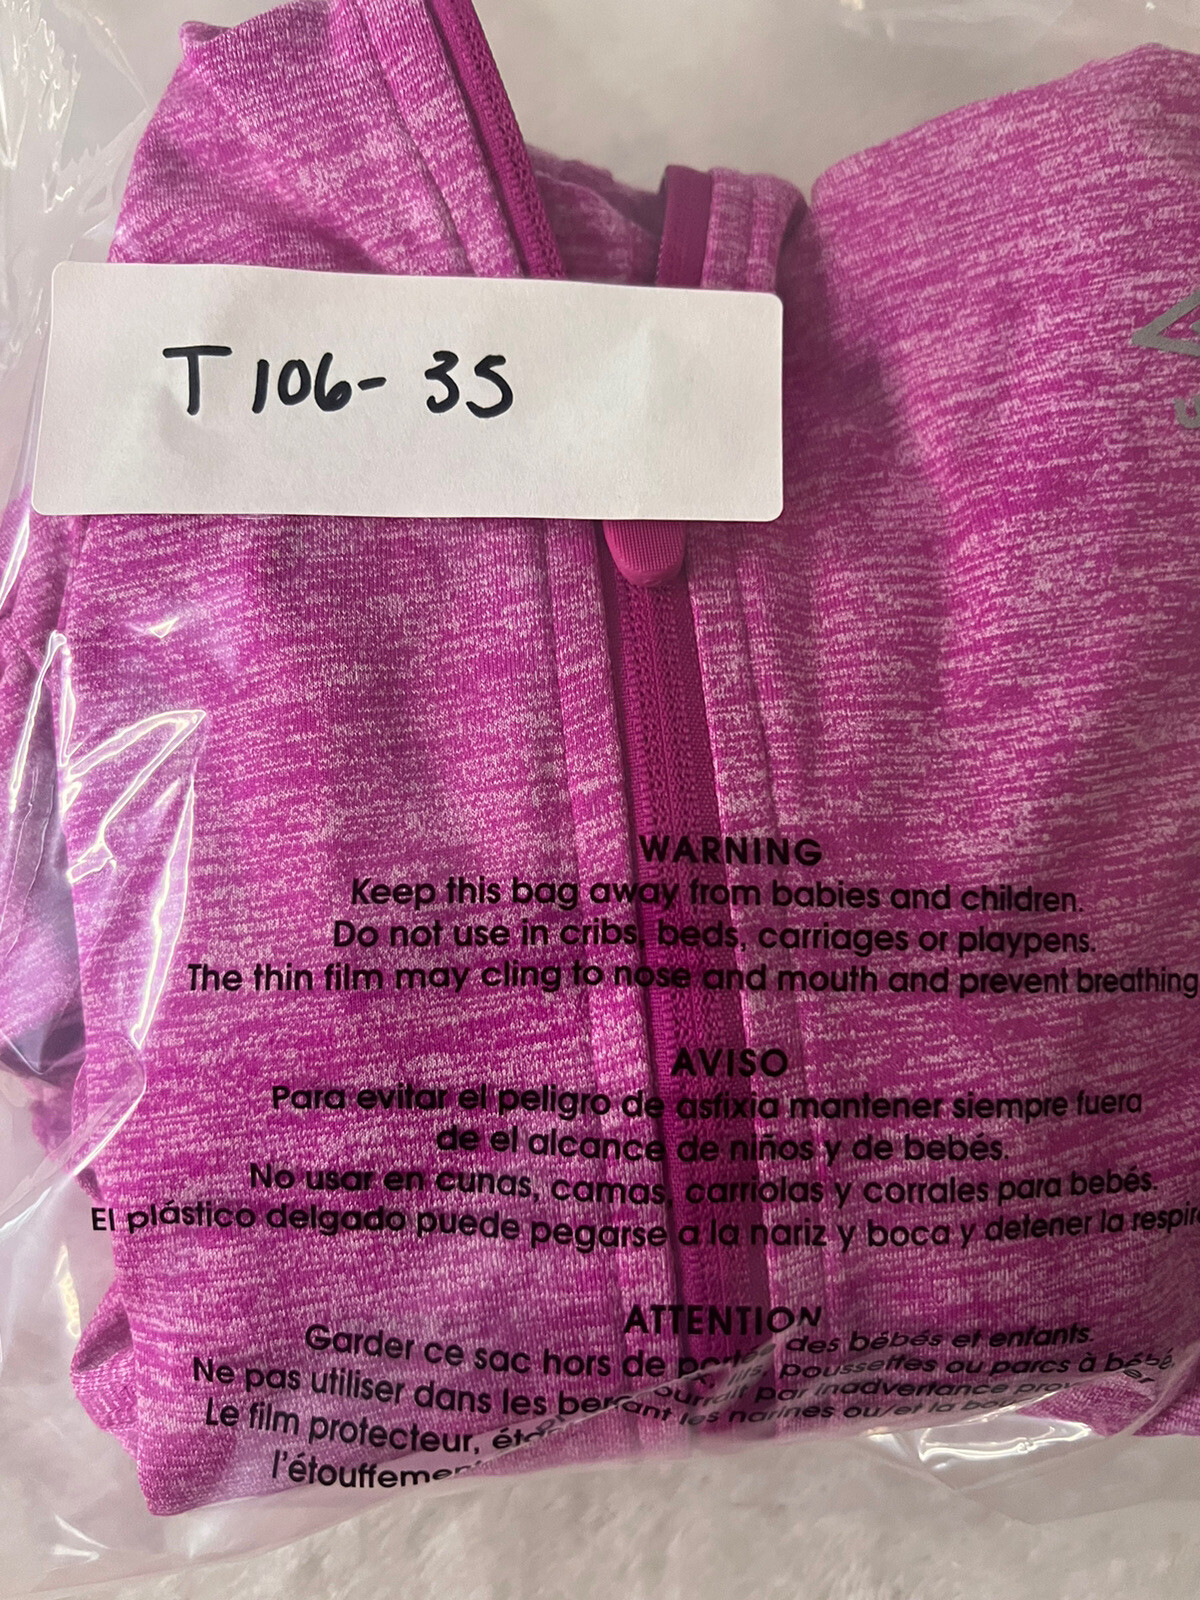 T 106- 35
WARNING
Keep this bag away from babies and children.
Do not use in cribs, beds, carriages or playpens.
The thin film may cling to nose and mouth and prevent breathing
AVISO
Para evitar el peligro de asfixia mantener siempre fuera
de el alcance de niños y de bebés.
No usar en cunas, camas, carriolas y corrales para bebés.
El plástico delgado puede pegarse a la nariz y boca y detener la
ATTENTION
Garder ce sac hors de des bébés et enfants.
Ne pas utiliser dans les poussettes ou parcs à
Le film protecteur, par inadvertance
les narines ou/et la